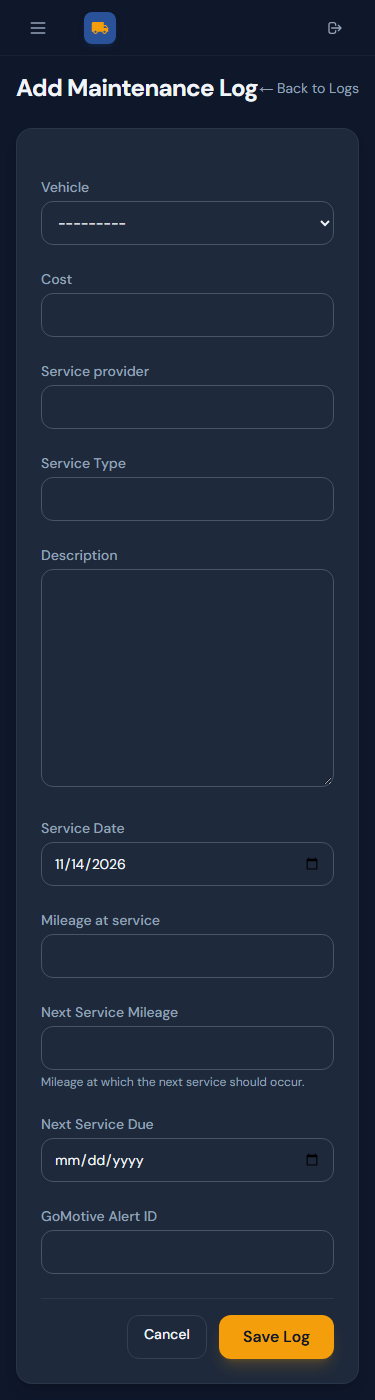 Add Maintenance Log ← Back to Logs
Vehicle
---------
Cost
Service provider
Service Type
Description
Service Date
11/14/2026
Mileage at service
Next Service Mileage
Mileage at which the next service should occur.
Next Service Due
mm/dd/yyyy
GoMotive Alert ID
Cancel Save Log